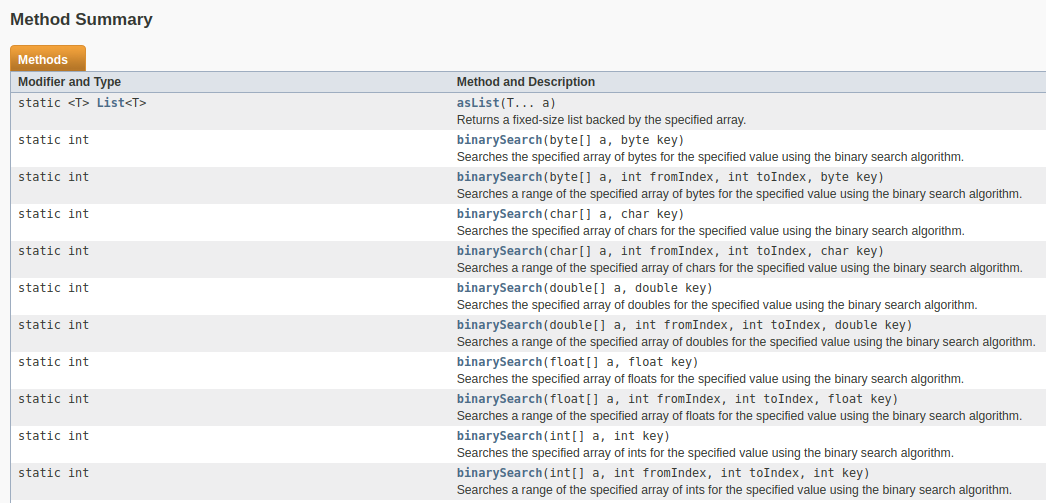 Method Summary
Methods
Modifier and Type Method and Description
static <T> List<T> asList(T... a)
Returns a fixed-size list backed by the specified array.
static int binarySearch(byte[] a, byte key)
Searches the specified array of bytes for the specified value using the binary search algorithm.
static int binarySearch(byte[] a, int fromIndex, int toIndex, byte key)
Searches a range of the specified array of bytes for the specified value using the binary search algorithm.
static int binarySearch(char[] a, char key)
Searches the specified array of chars for the specified value using the binary search algorithm.
static int binarySearch(char[] a, int fromIndex, int toIndex, char key)
Searches a range of the specified array of chars for the specified value using the binary search algorithm.
static int binarySearch(double[] a, double key)
Searches the specified array of doubles for the specified value using the binary search algorithm.
static int binarySearch(double[] a, int fromIndex, int toIndex, double key)
Searches a range of the specified array of doubles for the specified value using the binary search algorithm.
static int binarySearch(float[] a, float key)
Searches the specified array of floats for the specified value using the binary search algorithm.
static int binarySearch(float[] a, int fromIndex, int toIndex, float key)
Searches a range of the specified array of floats for the specified value using the binary search algorithm.
static int binarySearch(int[] a, int key)
Searches the specified array of ints for the specified value using the binary search algorithm.
static int binarySearch(int[] a, int fromIndex, int toIndex, int key)
Searches a range of the specified array of ints for the specified value using the binary search algorithm.